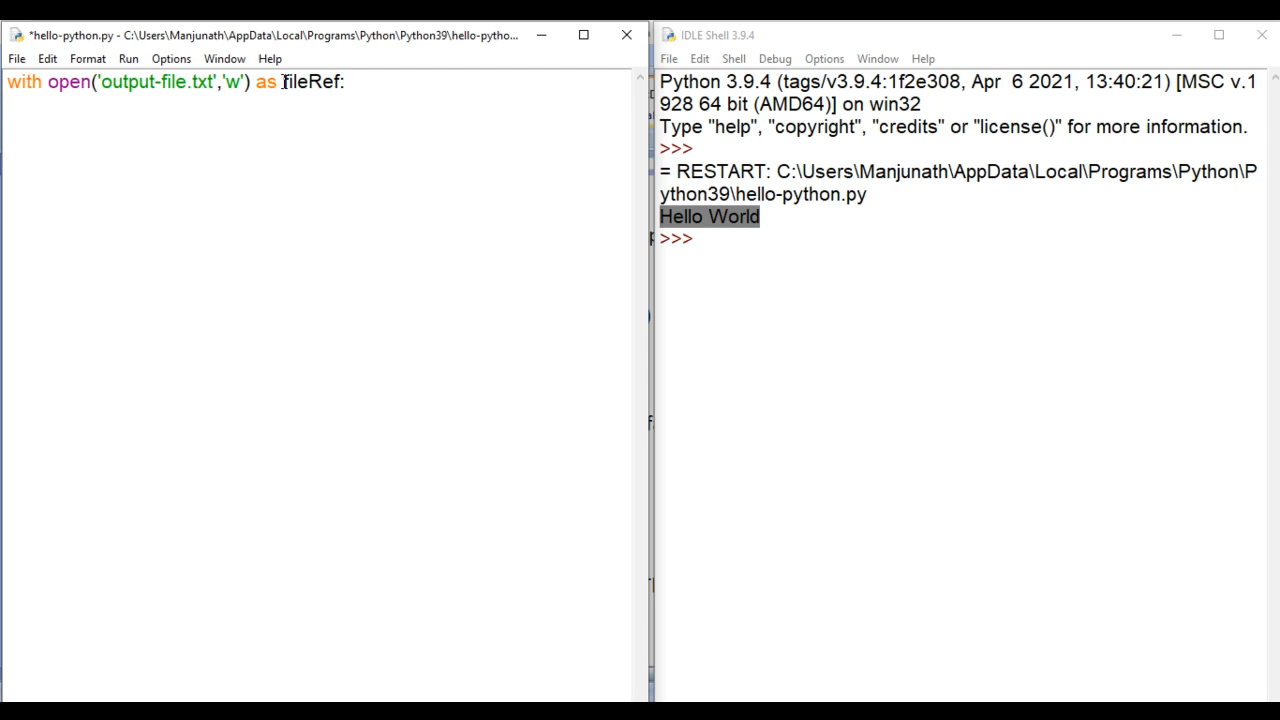 *hello-python.py - C:\Users\Manjunath\AppData\Local\Programs\Python\Python39\hello-pytho...
File Edit Format Run Options Window Help
with open('output-file.txt','w') as fileRef:
IDLE Shell 3.9.4
File Edit Shell Debug Options Window Help
Python 3.9.4 (tags/v3.9.4:1f2e308, Apr  6 2021, 13:40:21) [MSC v.1
928 64 bit (AMD64)] on win32
Type "help", "copyright", "credits" or "license()" for more information.
>>>
= RESTART: C:\Users\Manjunath\AppData\Local\Programs\Python\P
ython39\hello-python.py
Hello World
>>>